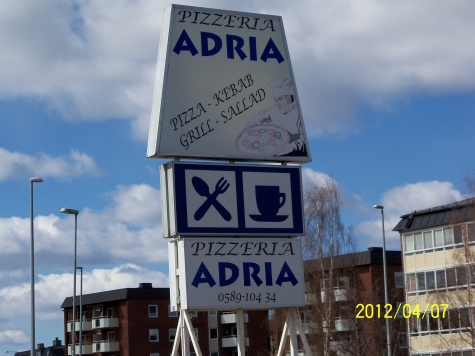 PIZZERIA
ADRIA
PIZZA - KEBAB
GRILL - SALLAD
PIZZERIA
ADRIA
0589-104 34
2012/04/07